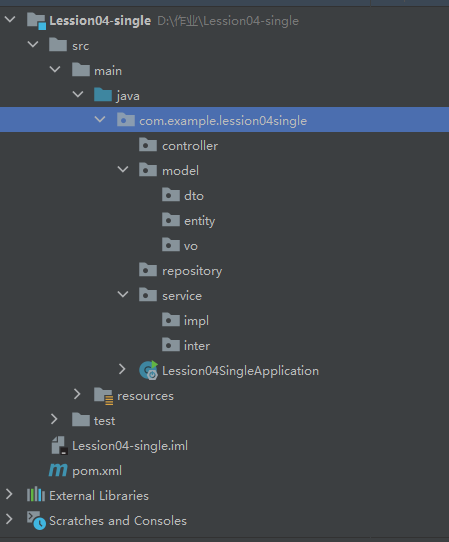 Lession04-single D:\作业\Lession04-single
src
main
java
com.example.lession04single
controller
model
dto
entity
vo
repository
service
impl
inter
Lession04SingleApplication
resources
test
Lession04-single.iml
pom.xml
External Libraries
Scratches and Consoles